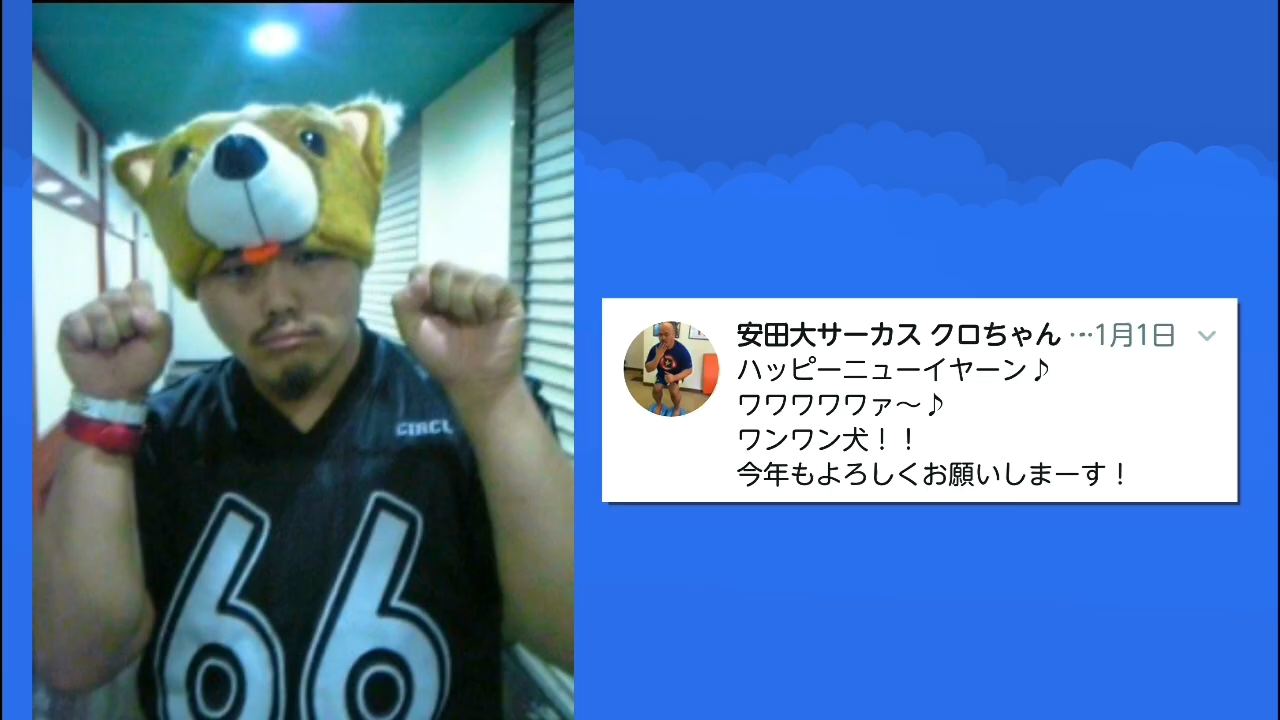 CIRCL
66
安田大サーカス クロちゃん …1月1日
ハッピーニューイヤーン♪
ワワワワワァ～♪
ワンワン犬！！
今年もよろしくお願いしまーす！